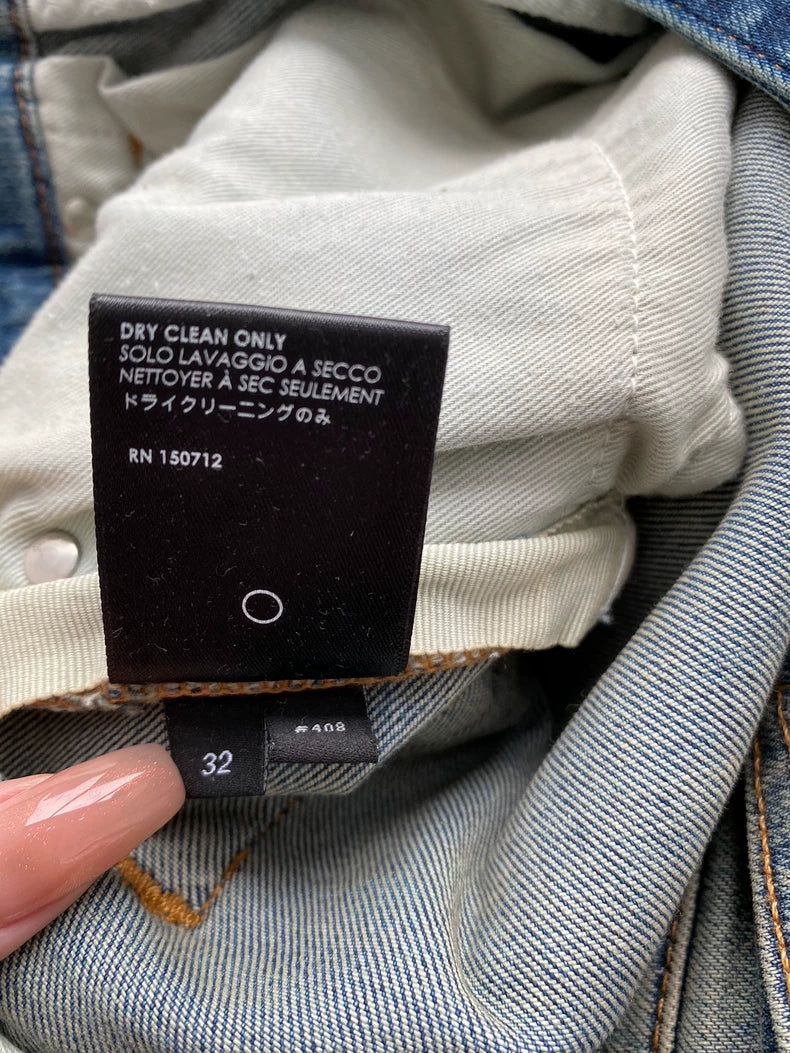 DRY CLEAN ONLY
SOLO LAVAGGIO A SECCO
NETTOYER À SEC SEULEMENT
ドライクリーニングのみ
RN 150712
32
#408